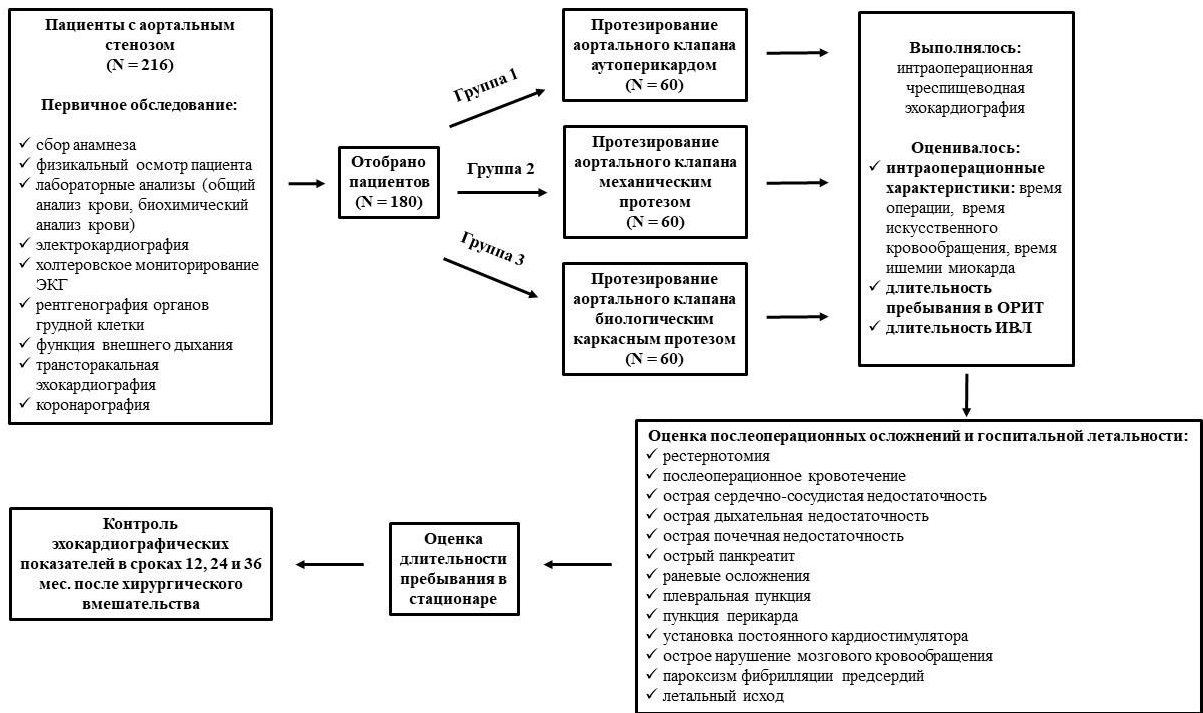 Пациенты с аортальным
стенозом
(N = 216)
Первичное обследование:
✓ сбор анамнеза
✓ физикальный осмотр пациента
✓ лабораторные анализы (общий
анализ крови, биохимический
анализ крови)
✓ электрокардиография
✓ холтеровское мониторирование
ЭКГ
✓ рентгенография органов
грудной клетки
✓ функция внешнего дыхания
✓ трансторакальная
эхокардиография
✓ коронарография
Отобрано
пациентов
(N = 180)
Группа 1
Группа 2
Группа 3
Протезирование
аортального клапана
аутоперикардом
(N = 60)
Протезирование
аортального клапана
механическим
протезом
(N = 60)
Протезирование
аортального клапана
биологическим
каркасным протезом
(N = 60)
Выполнялось:
интраоперационная
чреспищеводная
эхокардиография
Оценивалось:
✓ интраоперационные
характеристики: время
операции, время
искусственного
кровообращения, время
ишемии миокарда
✓ длительность
пребывания в ОРИТ
✓ длительность ИВЛ
Оценка послеоперационных осложнений и госпитальной летальности:
✓ рестернотомия
✓ послеоперационное кровотечение
✓ острая сердечно-сосудистая недостаточность
✓ острая дыхательная недостаточность
✓ острая почечная недостаточность
✓ острый панкреатит
✓ раневые осложнения
✓ плевральная пункция
✓ пункция перикарда
✓ установка постоянного кардиостимулятора
✓ острое нарушение мозгового кровообращения
✓ пароксизм фибрилляции предсердий
✓ летальный исход
Оценка
длительности
пребывания в
стационаре
Контроль
эхокардиографических
показателей в сроках 12, 24 и 36
мес. после хирургического
вмешательства